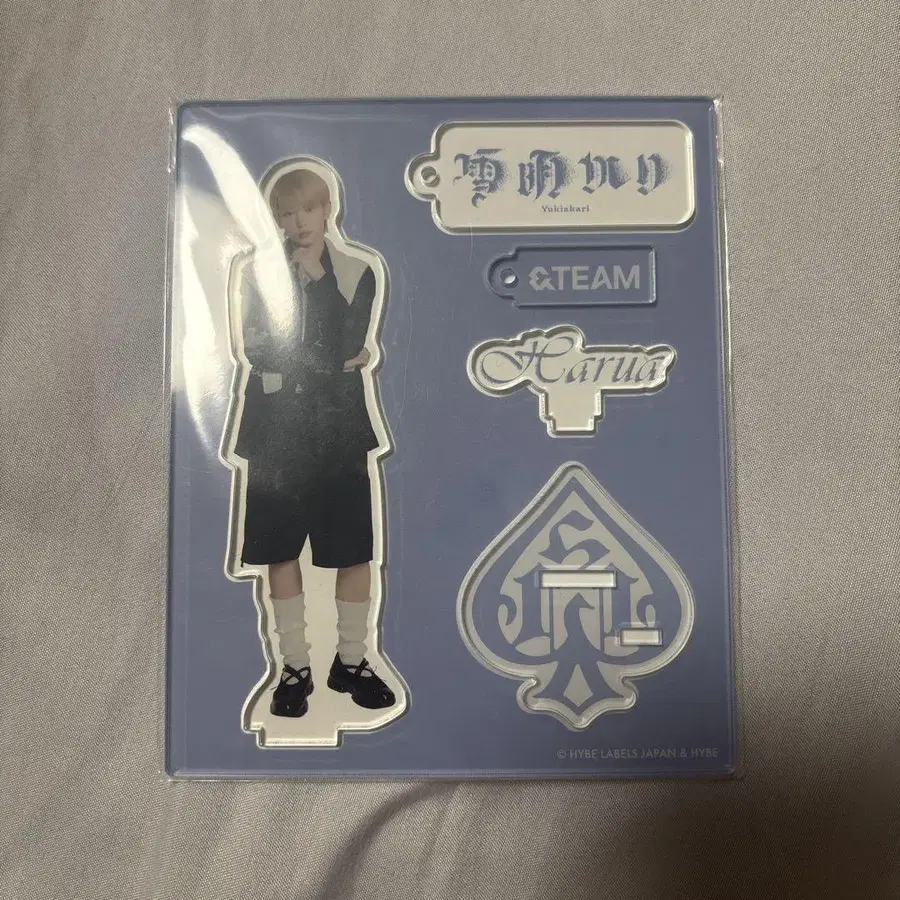 雪明かり
Yukiakari
&TEAM
Harua
© HYBE LABELS JAPAN & HYBE